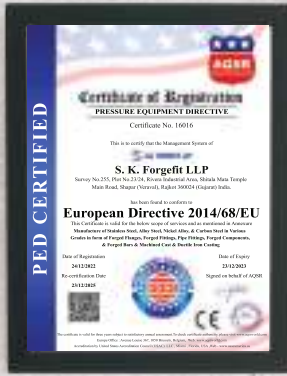 AQSR
Certificate of Registration
PRESSURE EQUIPMENT DIRECTIVE
Certificate No. 16016
This is to certify that the Management System of
S. K. Forgefit LLP
Survey No.255, Plot No.23/24, Riviera Industrial Area, Shitala Mata Temple
Main Road, Shapar (Veraval), Rajkot 360024 (Gujarat) India.
has been found to conform to
European Directive 2014/68/EU
This Certificate is valid for the below scope of services and as mentioned in Annexure
Manufacture of Stainless Steel, Alloy Steel, Nickel Alloy, & Carbon Steel in Various
Grades in form of Forged Flanges, Forged Fittings, Pipe Fittings, Forged Components,
& Forged Bars & Machined Cast & Ductile Iron Casting
Date of Registration
Date of Expiry
24/12/2022
23/12/2023
Re-certification Date
Signed on behalf of AQSR
23/12/2025
CE
PED CERTIFIED